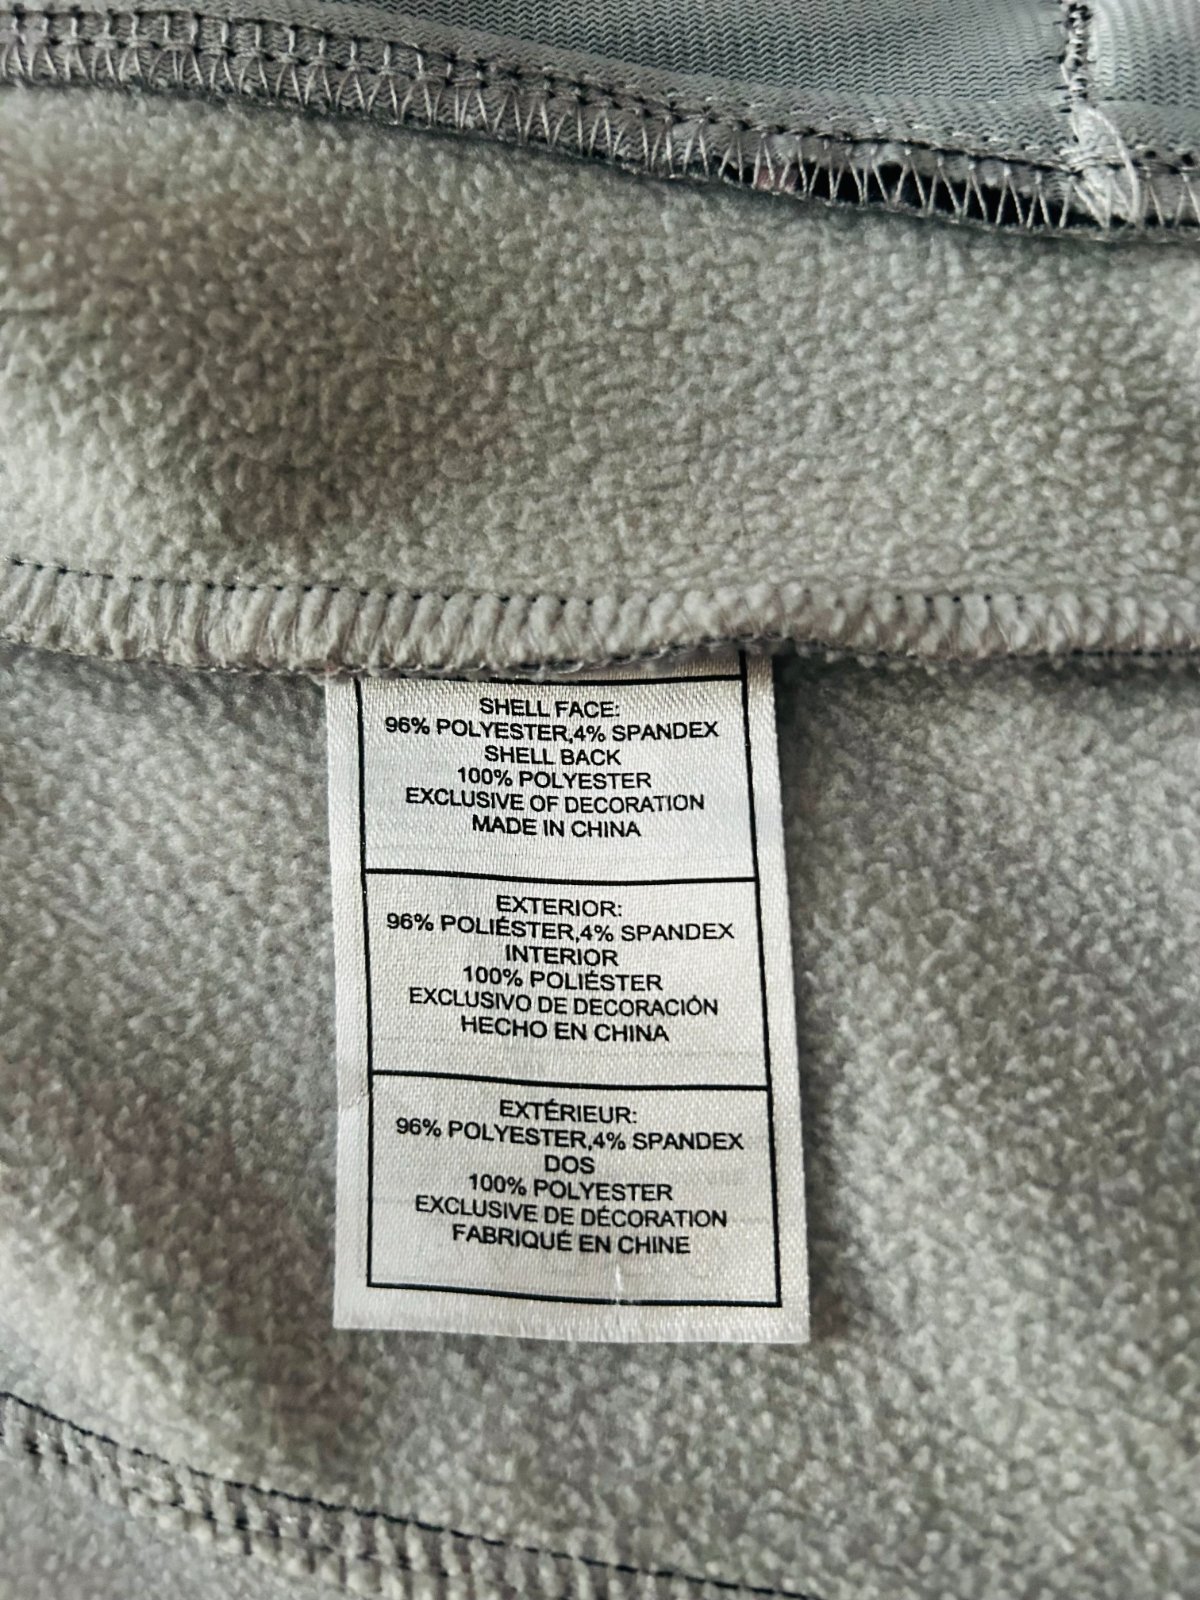 SHELL FACE:
96% POLYESTER,4% SPANDEX
SHELL BACK
100% POLYESTER
EXCLUSIVE OF DECORATION
MADE IN CHINA
EXTERIOR:
96% POLIÉSTER,4% SPANDEX
INTERIOR
100% POLIÉSTER
EXCLUSIVO DE DECORACIÓN
HECHO EN CHINA
EXTÉRIEUR:
96% POLYESTER,4% SPANDEX
DOS
100% POLYESTER
EXCLUSIVE DE DÉCORATION
FABRIQUÉ EN CHINE